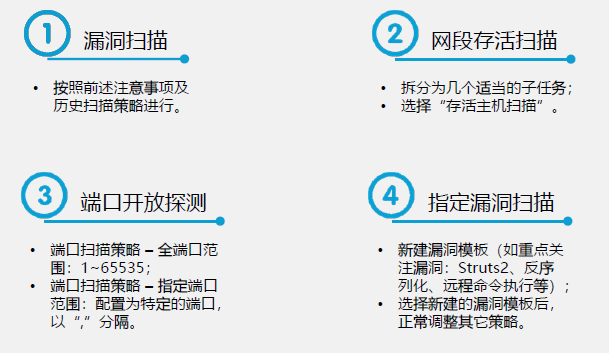 1 漏洞扫描
• 按照前述注意事项及
历史扫描策略进行。
2 网段存活扫描
• 拆分为几个适当的子任务；
• 选择“存活主机扫描”。
3 端口开放探测
• 端口扫描策略 – 全端口范
围：1~65535；
• 端口扫描策略 – 指定端口
范围：配置为特定的端口，
以“,”分隔。
4 指定漏洞扫描
• 新建漏洞模板（如重点关
注漏洞：Struts2、反序
列化、远程命令执行等）；
• 选择新建的漏洞模板后，
正常调整其它策略。